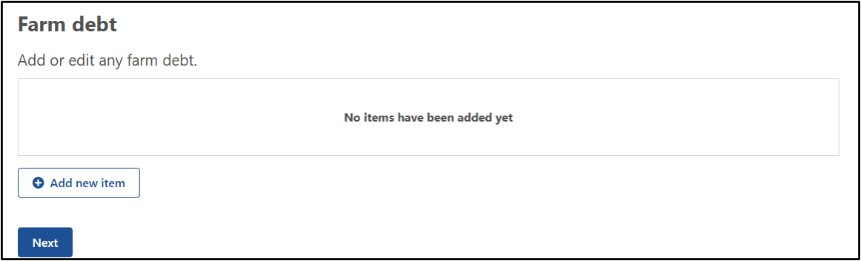 Farm debt
Add or edit any farm debt.
No items have been added yet
Add new item
Next